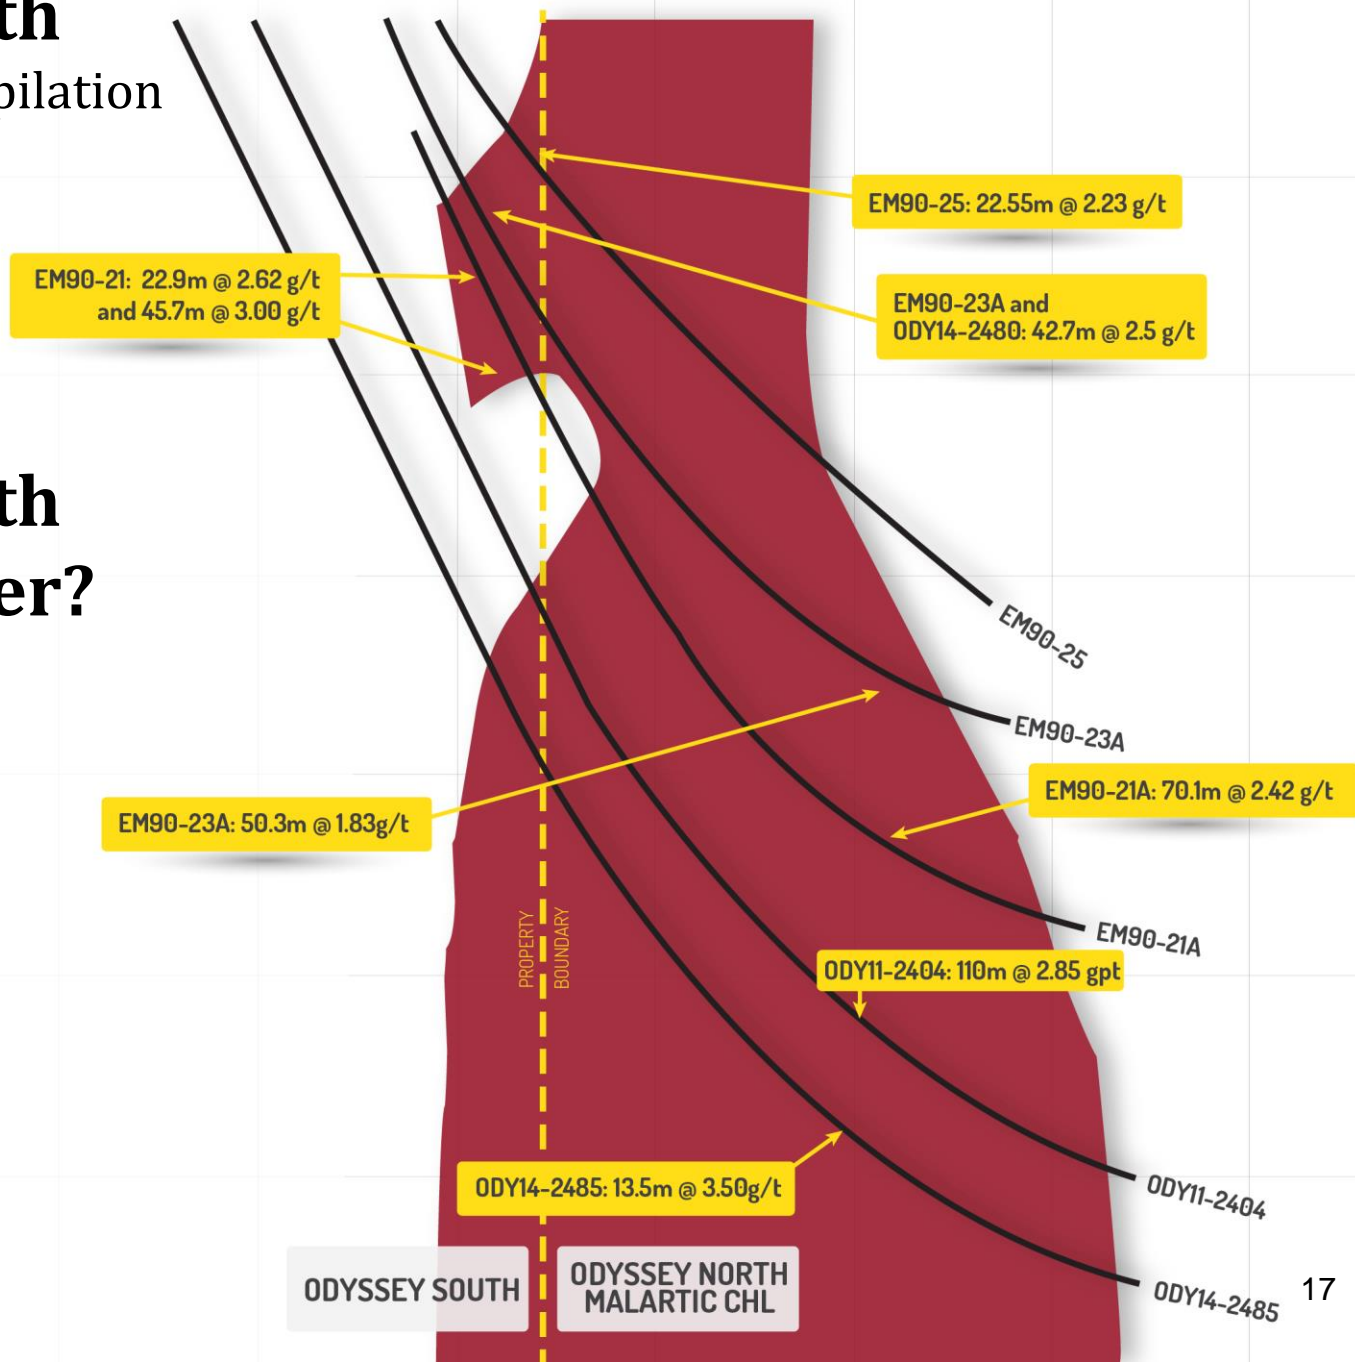 th
pilation
EM90-25: 22.55m @ 2.23 g/t
EM90-21: 22.9m @ 2.62 g/t
and 45.7m @ 3.00 g/t
EM90-23A and
ODY14-2480: 42.7m @ 2.5 g/t
th
er?
EM90-25
EM90-23A
EM90-21A: 70.1m @ 2.42 g/t
EM90-23A: 50.3m @ 1.83g/t
PROPERTY
BOUNDARY
EM90-21A
ODY11-2404: 110m @ 2.85 gpt
ODY14-2485: 13.5m @ 3.50g/t
ODY11-2404
ODYSSEY SOUTH
ODYSSEY NORTH
MALARTIC CHL
ODY14-2485
17